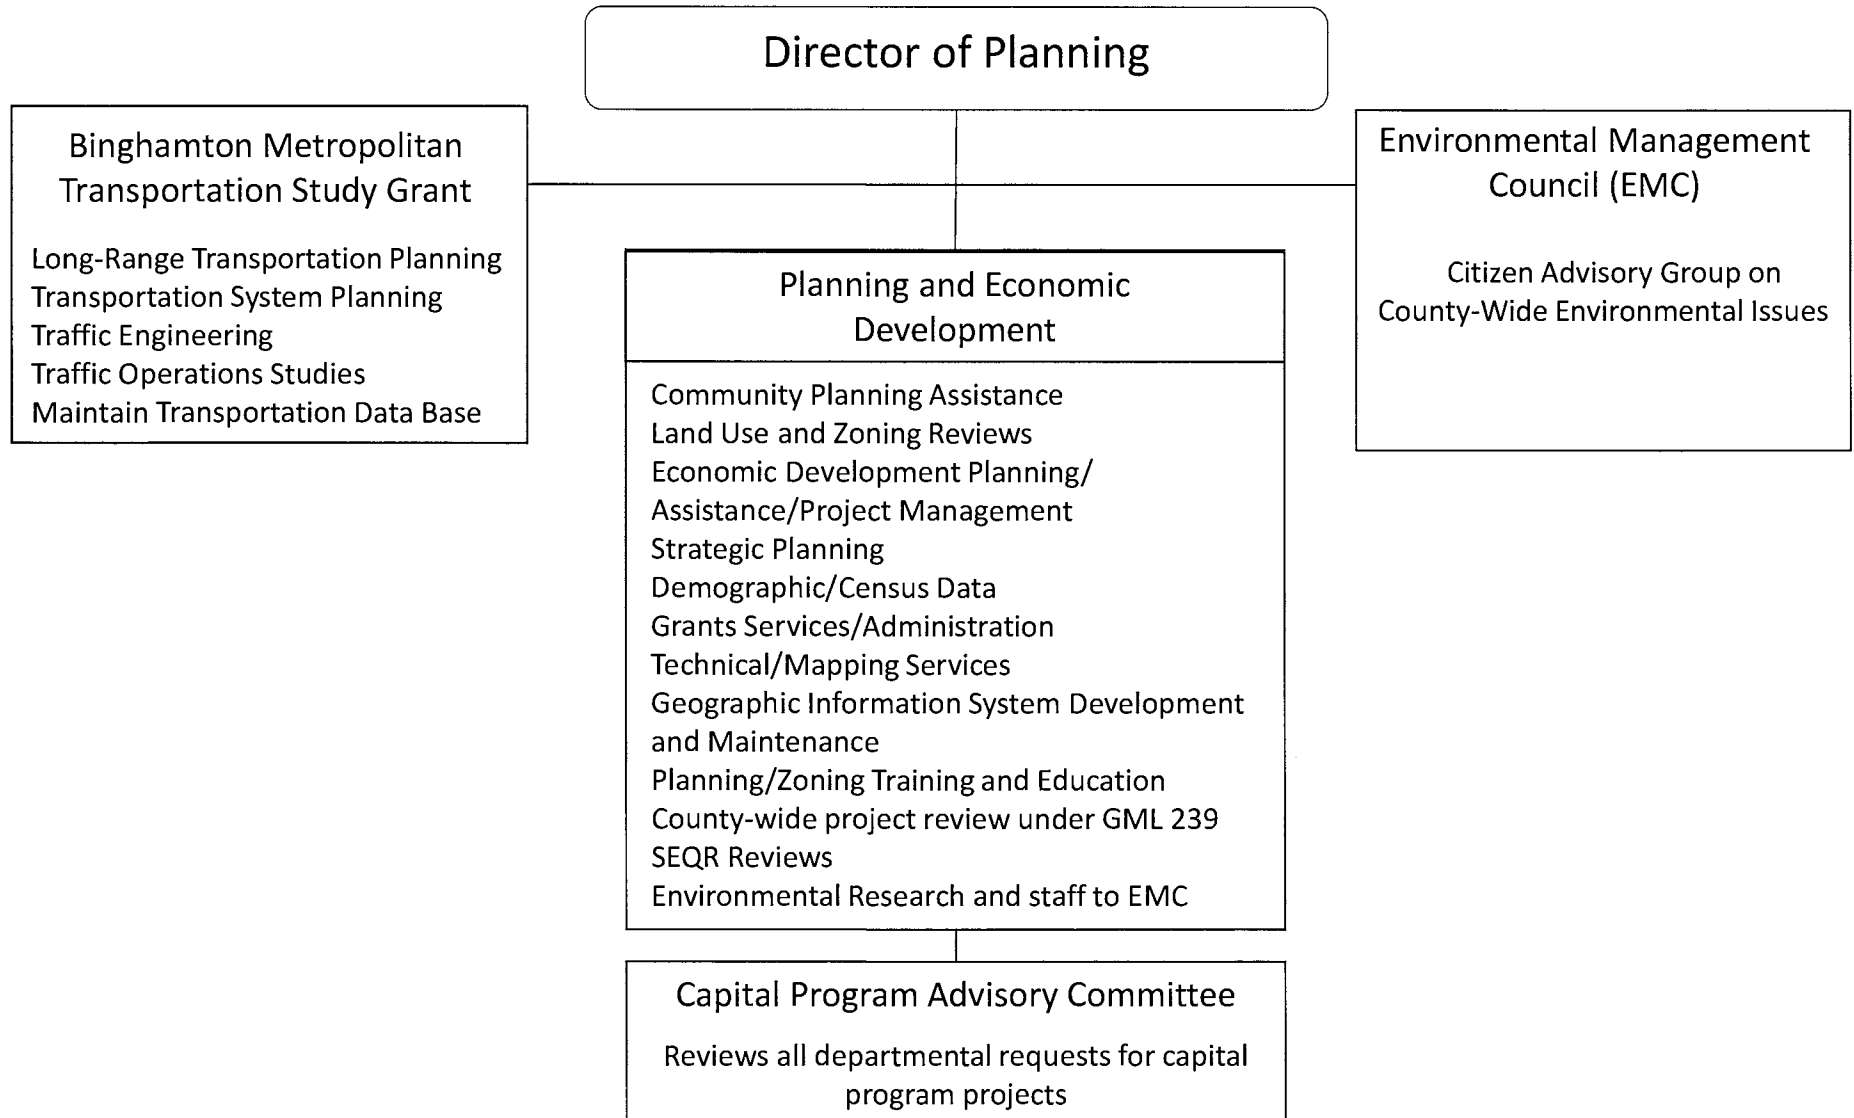 Director of Planning
Binghamton Metropolitan
Transportation Study Grant
Long-Range Transportation Planning
Transportation System Planning
Traffic Engineering
Traffic Operations Studies
Maintain Transportation Data Base
Environmental Management
Council (EMC)
Citizen Advisory Group on
County-Wide Environmental Issues
Planning and Economic
Development
Community Planning Assistance
Land Use and Zoning Reviews
Economic Development Planning/
Assistance/Project Management
Strategic Planning
Demographic/Census Data
Grants Services/Administration
Technical/Mapping Services
Geographic Information System Development
and Maintenance
Planning/Zoning Training and Education
County-wide project review under GML 239
SEQR Reviews
Environmental Research and staff to EMC
Capital Program Advisory Committee
Reviews all departmental requests for capital
program projects